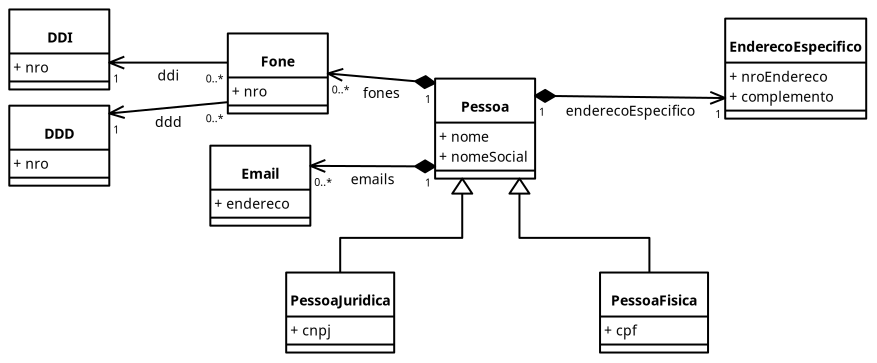 DDI
+ nro
1
ddi
0..*
Fone
+ nro
0..*
fones
1
DDD
+ nro
1
ddd
0..*
Pessoa
+ nome
+ nomeSocial
1
enderecoEspecifico
1
EnderecoEspecifico
+ nroEndereco
+ complemento
Email
+ endereco
0..*
emails
1
PessoaJuridica
+ cnpj
PessoaFisica
+ cpf